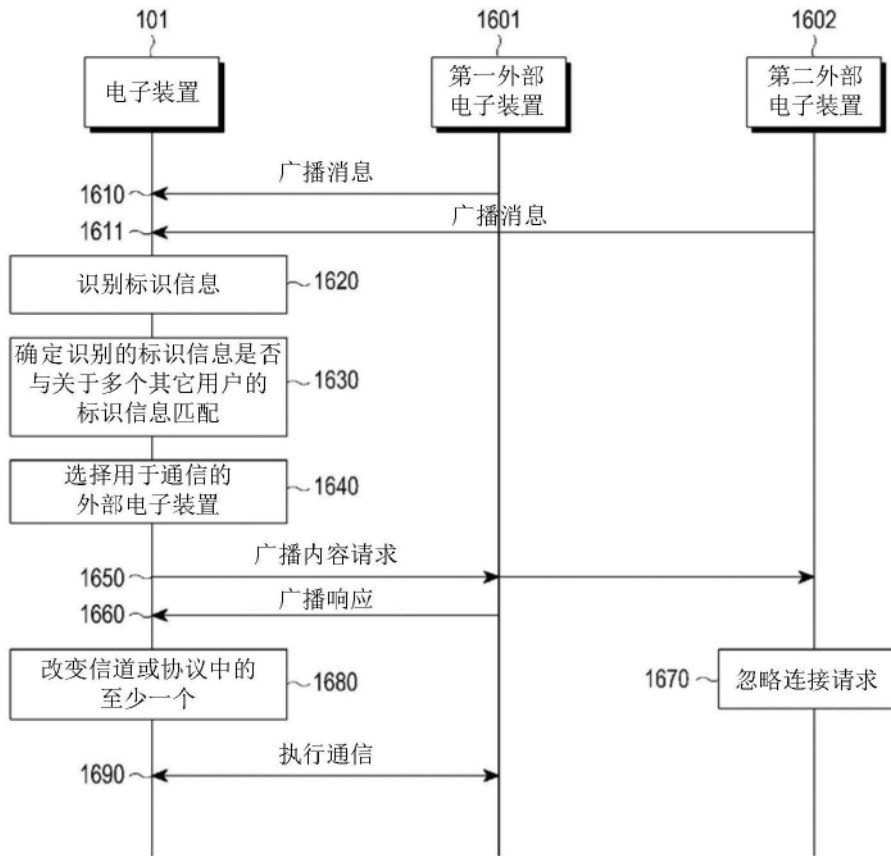 101
1601
1602
电子装置
第一外部
电子装置
第二外部
电子装置
广播消息
1610
广播消息
1611
识别标识信息
1620
确定识别的标识信息是否
与关于多个其它用户的
标识信息匹配
1630
选择用于通信的
外部电子装置
1640
广播内容请求
1650
广播响应
1660
改变信道或协议中的
至少一个
1680
1670
忽略连接请求
执行通信
1690